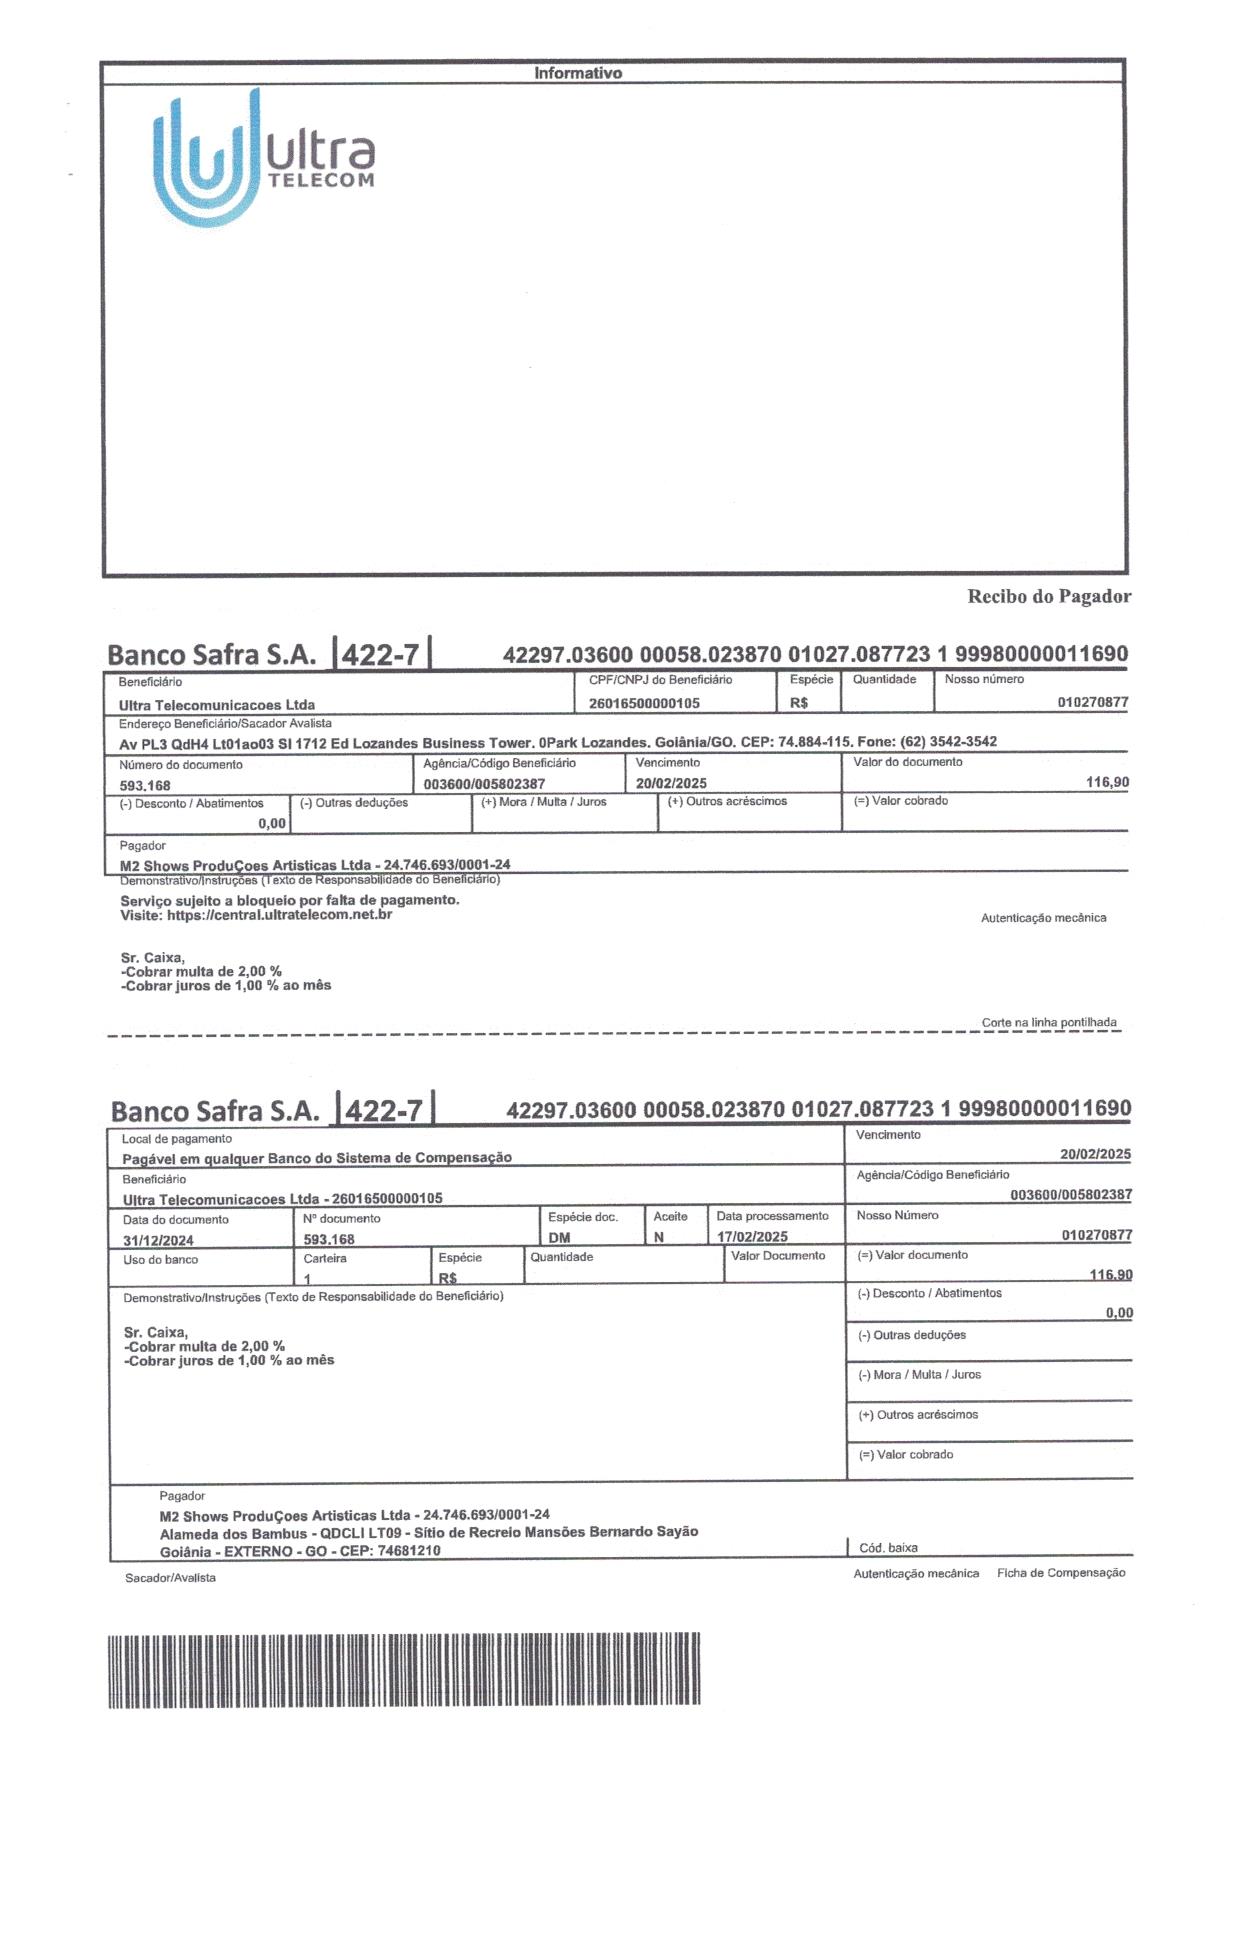 Informativo
ultra
TELECOM
Recibo do Pagador
Banco Safra S.A. |422-7| 42297.03600 00058.023870 01027.087723 1 99980000011690
Beneficiário CPF/CNPJ do Beneficiário Espécie Quantidade Nosso número
Ultra Telecomunicacoes Ltda 26016500000105 R$ 010270877
Endereço Beneficiário/Sacador Avalista
Av PL3 QdH4 Lt01ao03 Sl 1712 Ed Lozandes Business Tower. 0Park Lozandes. Goiânia/GO. CEP: 74.884-115. Fone: (62) 3542-3542
Número do documento Agência/Código Beneficiário Vencimento Valor do documento
593.168 003600/005802387 20/02/2025 116,90
(-) Desconto / Abatimentos (-) Outras deduções (+) Mora / Multa / Juros (+) Outros acréscimos (=) Valor cobrado
0,00
Pagador
M2 Shows ProduÇoes Artisticas Ltda - 24.746.693/0001-24
Demonstrativo/Instruções (Texto de Responsabilidade do Beneficiário)
Serviço sujeito a bloqueio por falta de pagamento.
Visite: https://central.ultratelecom.net.br
Autenticação mecânica
Sr. Caixa,
-Cobrar multa de 2,00 %
-Cobrar juros de 1,00 % ao mês
Corte na linha pontilhada
Banco Safra S.A. |422-7| 42297.03600 00058.023870 01027.087723 1 99980000011690
Local de pagamento Vencimento
Pagável em qualquer Banco do Sistema de Compensação 20/02/2025
Beneficiário Agência/Código Beneficiário
Ultra Telecomunicacoes Ltda - 26016500000105 003600/005802387
Data do documento Nº documento Espécie doc. Aceite Data processamento Nosso Número
31/12/2024 593.168 DM N 17/02/2025 010270877
Uso do banco Carteira Espécie Quantidade Valor Documento (=) Valor documento
1 R$ 116,90
Demonstrativo/Instruções (Texto de Responsabilidade do Beneficiário) (-) Desconto / Abatimentos
0,00
Sr. Caixa,
-Cobrar multa de 2,00 %
-Cobrar juros de 1,00 % ao mês
(-) Outras deduções
(-) Mora / Multa / Juros
(+) Outros acréscimos
(=) Valor cobrado
Pagador
M2 Shows ProduÇoes Artisticas Ltda - 24.746.693/0001-24
Alameda dos Bambus - QDCLI LT09 - Sítio de Recreio Mansões Bernardo Sayão
Goiânia - EXTERNO - GO - CEP: 74681210 Cód. baixa
Sacador/Avalista Autenticação mecânica Ficha de Compensação